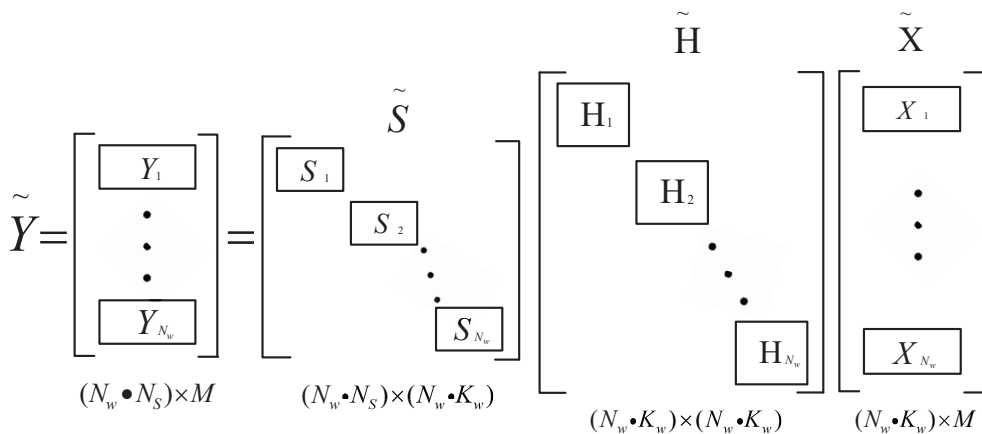 H̃ X̃
S̃
Ỹ = = 
Y₁ S₁ H₁ X₁
S₂ H₂
Y_{N_w} S_{N_w} H_{N_w} X_{N_w}
(N_w•N_S)×M (N_w•N_S)×(N_w•K_w)
(N_w•K_w)×(N_w•K_w) (N_w•K_w)×M